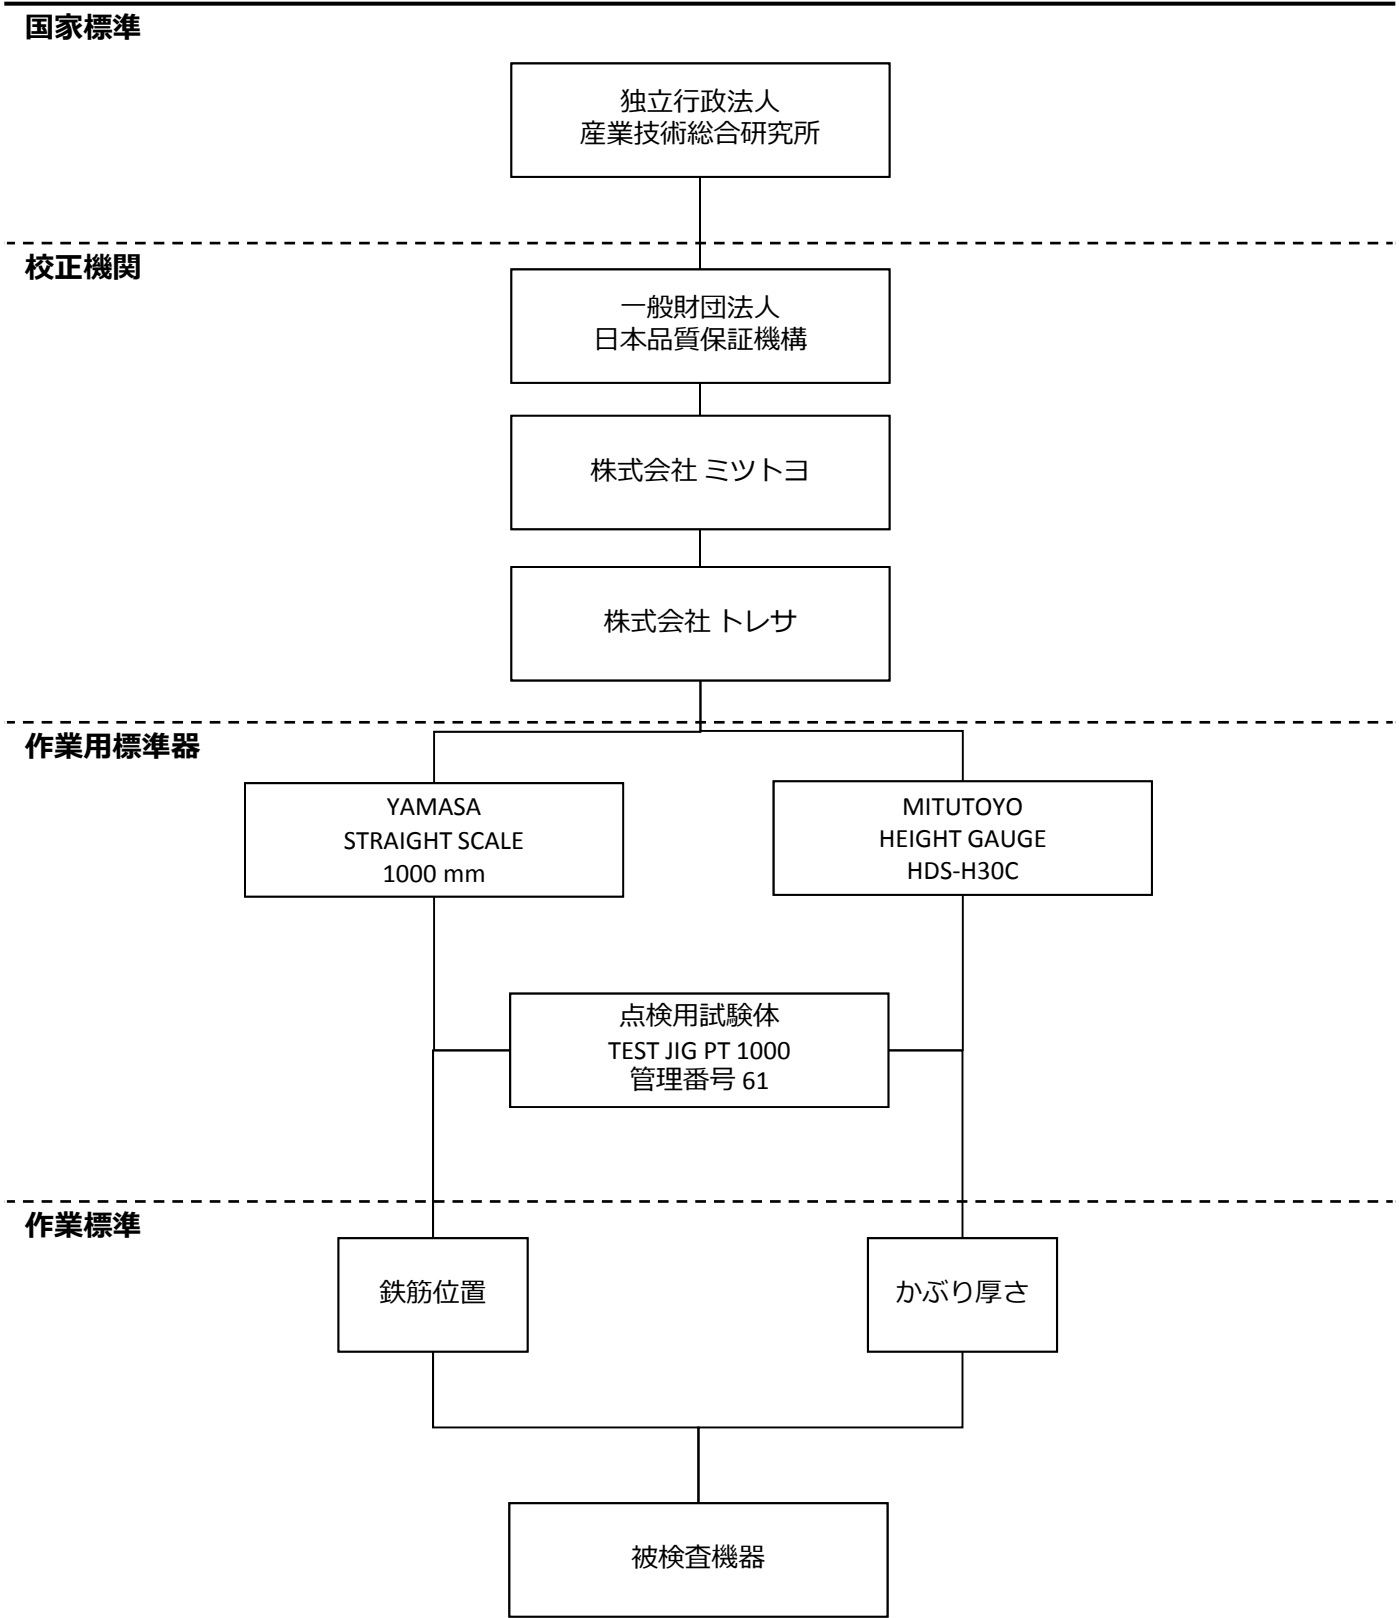 国家標準
独立行政法人
産業技術総合研究所
校正機関
一般財団法人
日本品質保証機構
株式会社 ミツトヨ
株式会社 トレサ
作業用標準器
YAMASA
STRAIGHT SCALE
1000 mm
MITUTOYO
HEIGHT GAUGE
HDS-H30C
点検用試験体
TEST JIG PT 1000
管理番号 61
作業標準
鉄筋位置
かぶり厚さ
被検査機器